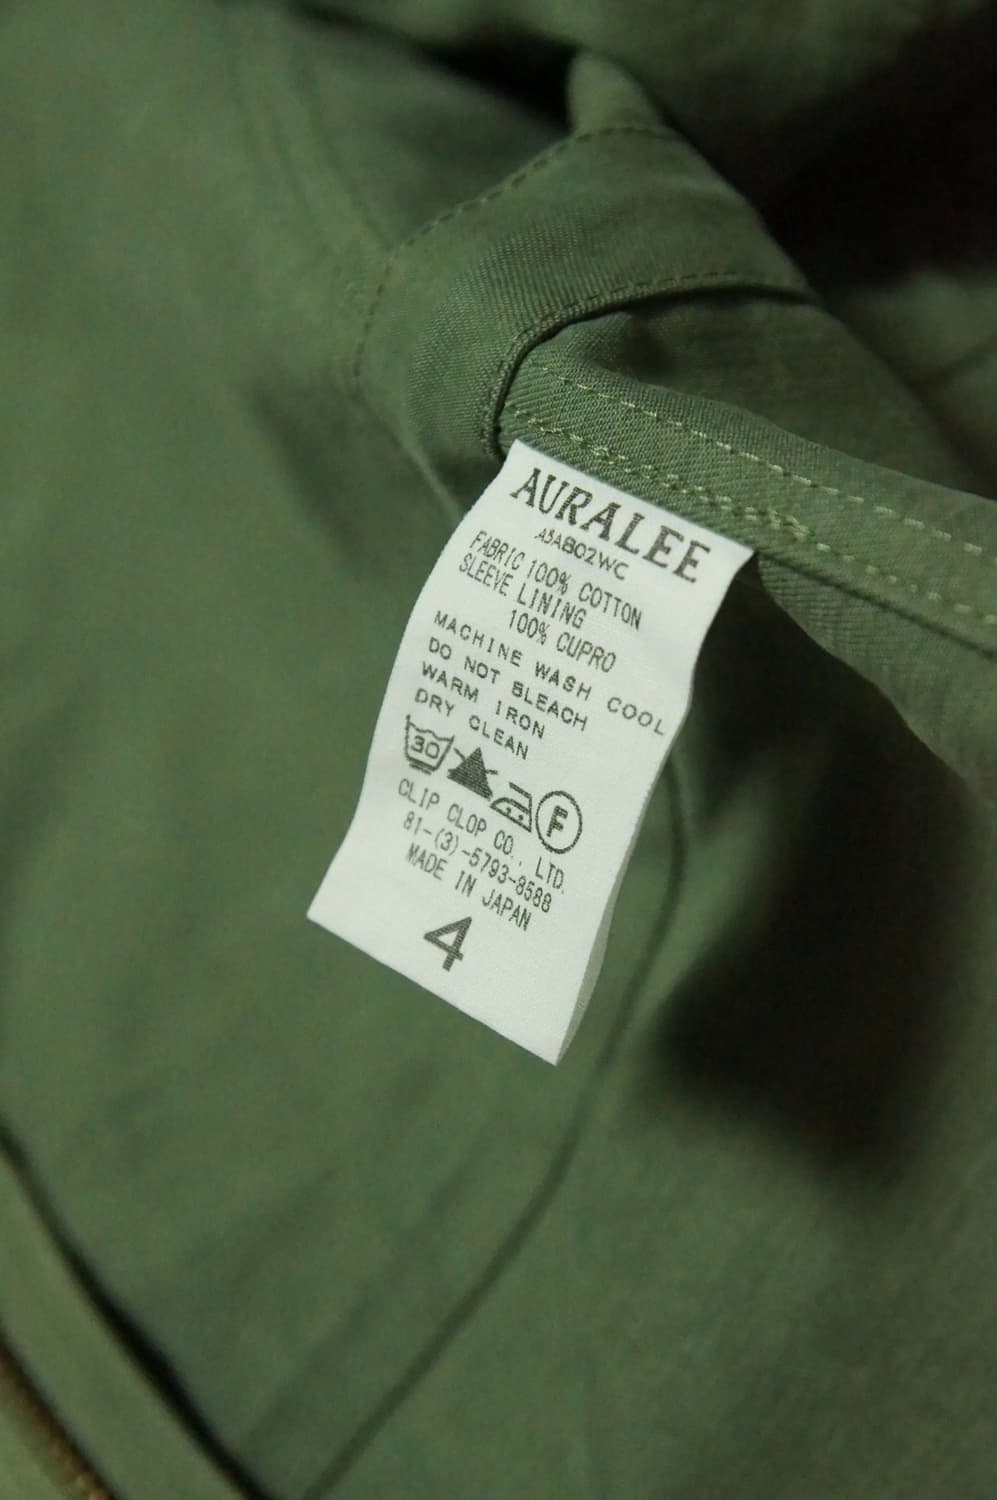 AURALEE
A5AB02WC
FABRIC 100% COTTON
SLEEVE LINING
100% CUPRO
MACHINE WASH COOL
DO NOT BLEACH
WARM IRON
DRY CLEAN
30 F
CLIP CLOP CO., LTD.
81-(3)-5793-8588
MADE IN JAPAN
4